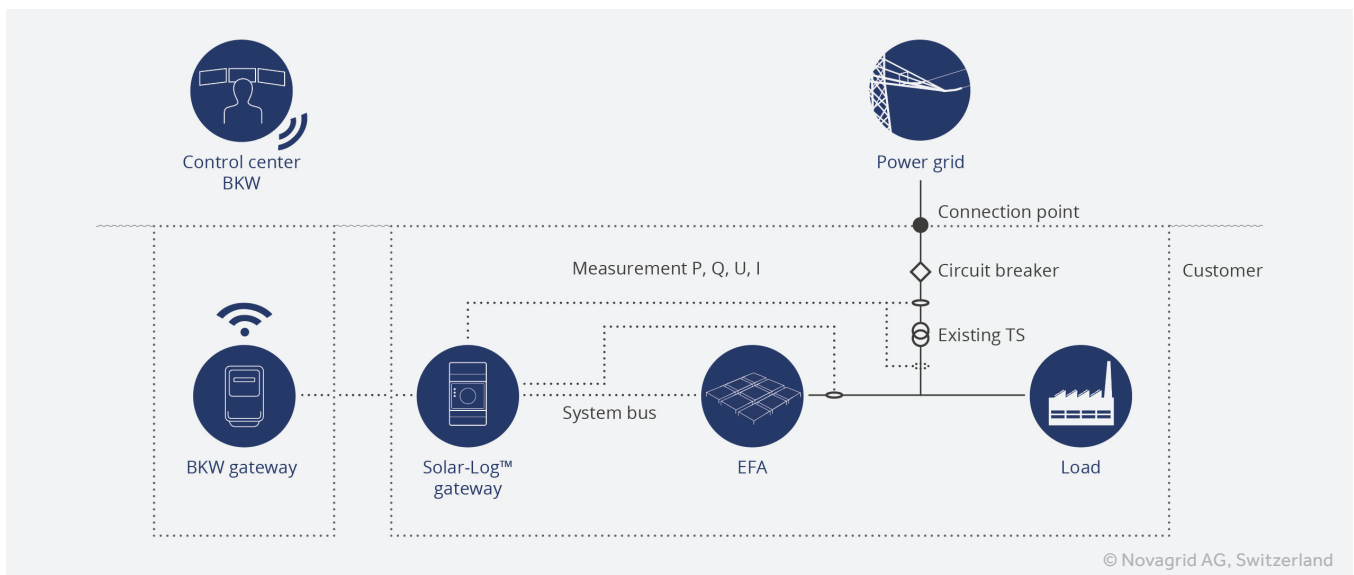 Control center
BKW
Power grid
Connection point
Measurement P, Q, U, I
Circuit breaker
Customer
Existing TS
System bus
BKW gateway
Solar-Log™
gateway
EFA
Load
© Novagrid AG, Switzerland